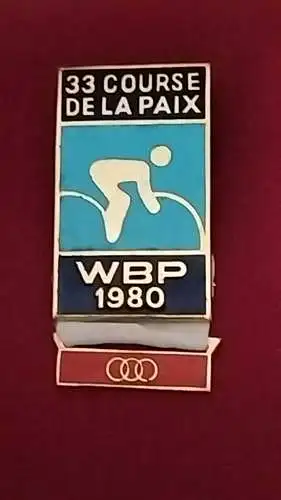 33 COURSE
DE LA PAIX
WBP
1980